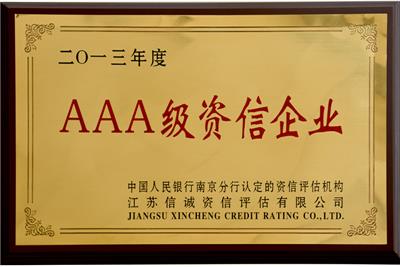 二〇一三年度
AAA级资信企业
中国人民银行南京分行认定的资信评估机构
江苏信诚资信评估有限公司
JIANGSU XINCHENG CREDIT RATING CO.,LTD.